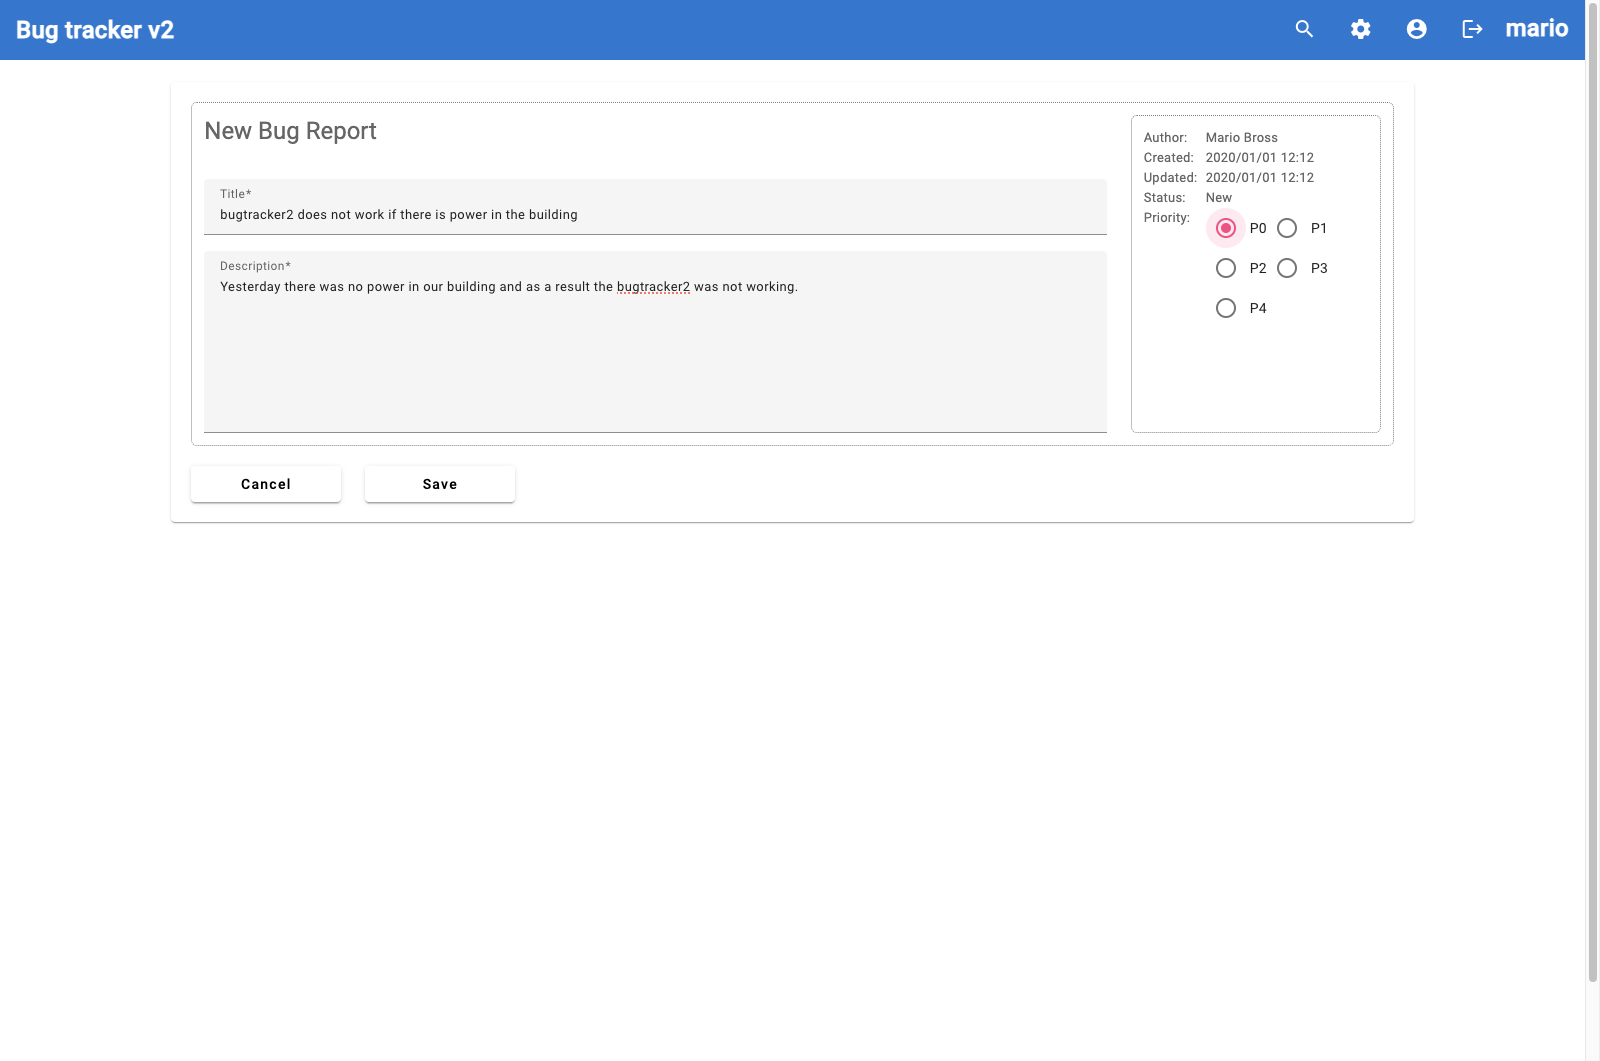 Bug tracker v2
mario
New Bug Report
Title*
bugtracker2 does not work if there is power in the building
Description*
Yesterday there was no power in our building and as a result the bugtracker2 was not working.
Author: Mario Bross
Created: 2020/01/01 12:12
Updated: 2020/01/01 12:12
Status: New
Priority:
P0 P1
P2 P3
P4
Cancel Save